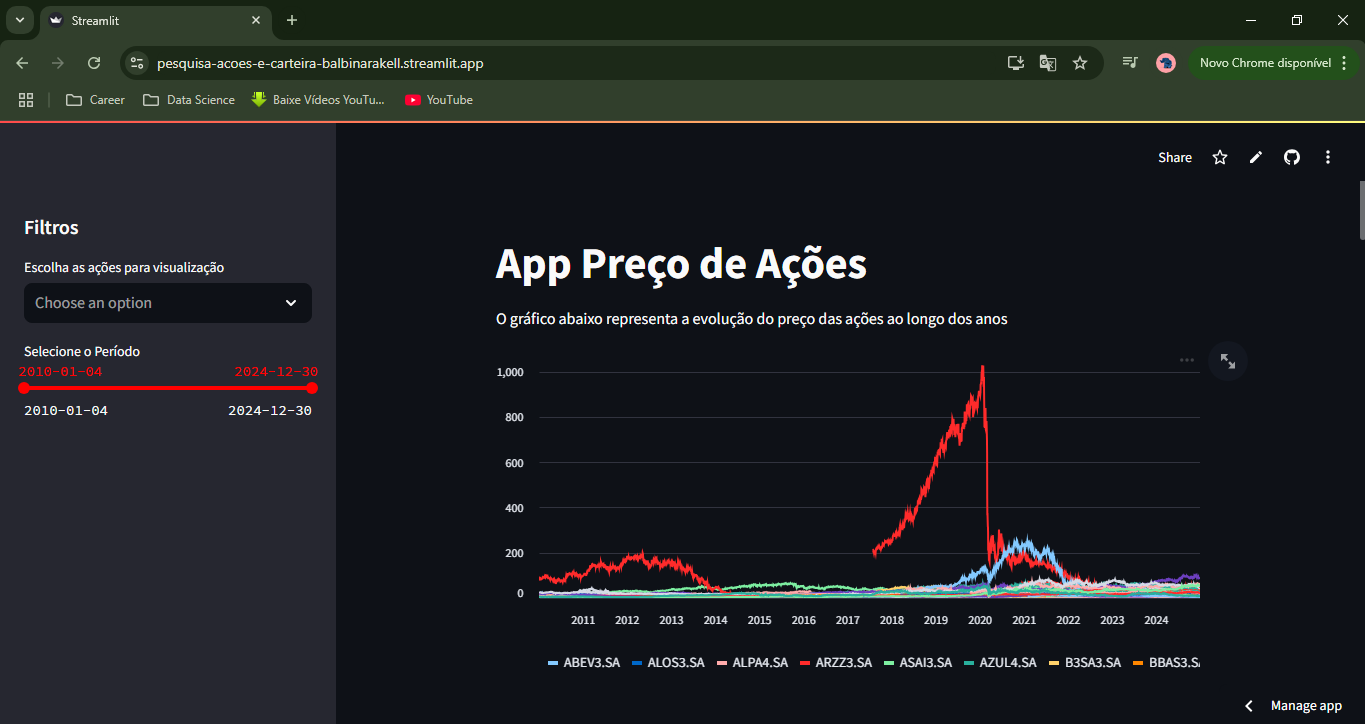 Streamlit
pesquisa-acoes-e-carteira-balbinarakell.streamlit.app
Novo Chrome disponível
Career
Data Science
Baixe Vídeos YouTu...
YouTube
Share
Filtros
Escolha as ações para visualização
Choose an option
Selecione o Período
2010-01-04 2024-12-30
2010-01-04 2024-12-30
App Preço de Ações
O gráfico abaixo representa a evolução do preço das ações ao longo dos anos
1,000
800
600
400
200
0
2011 2012 2013 2014 2015 2016 2017 2018 2019 2020 2021 2022 2023 2024
ABEV3.SA ALOS3.SA ALPA4.SA ARZZ3.SA ASAI3.SA AZUL4.SA B3SA3.SA BBAS3.S
Manage app